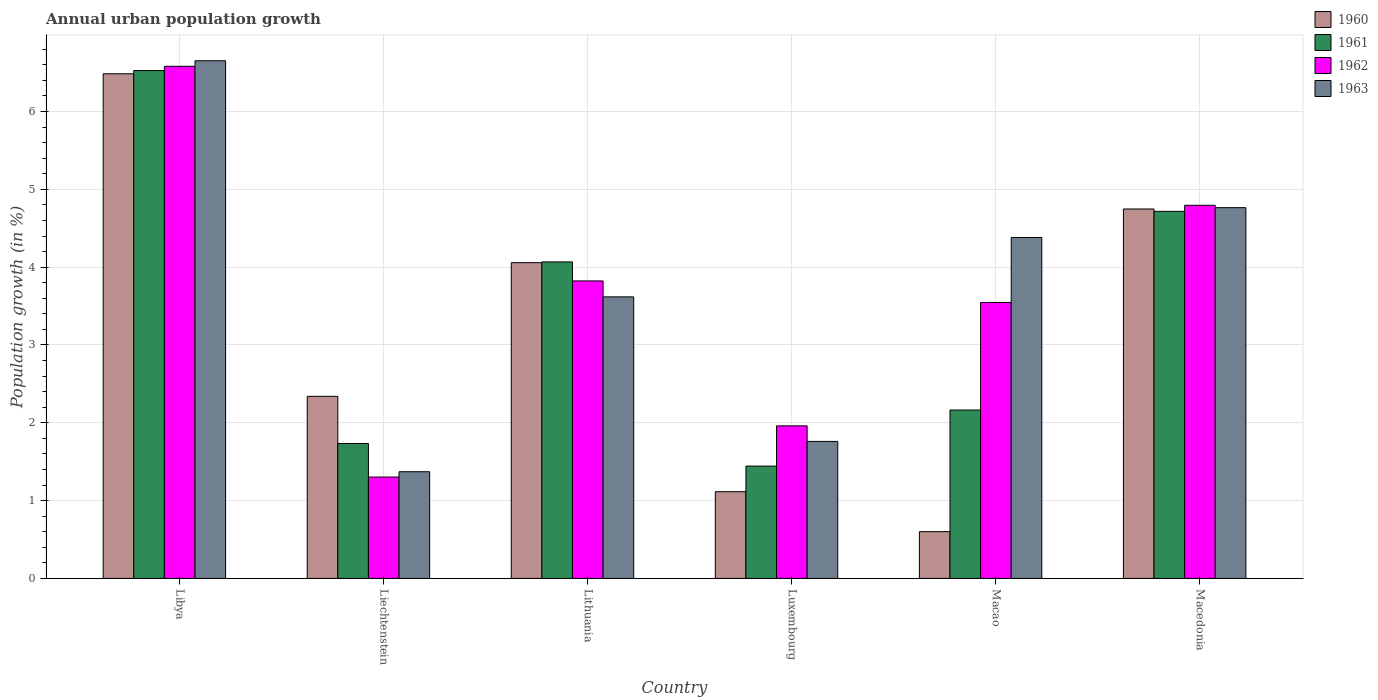 Annual urban population growth
1960
1961
1962
1963
Population growth (in %)
6
5
4
3
2
1
0
Libya
Liechtenstein
Lithuania
Luxembourg
Macao
Macedonia
Country